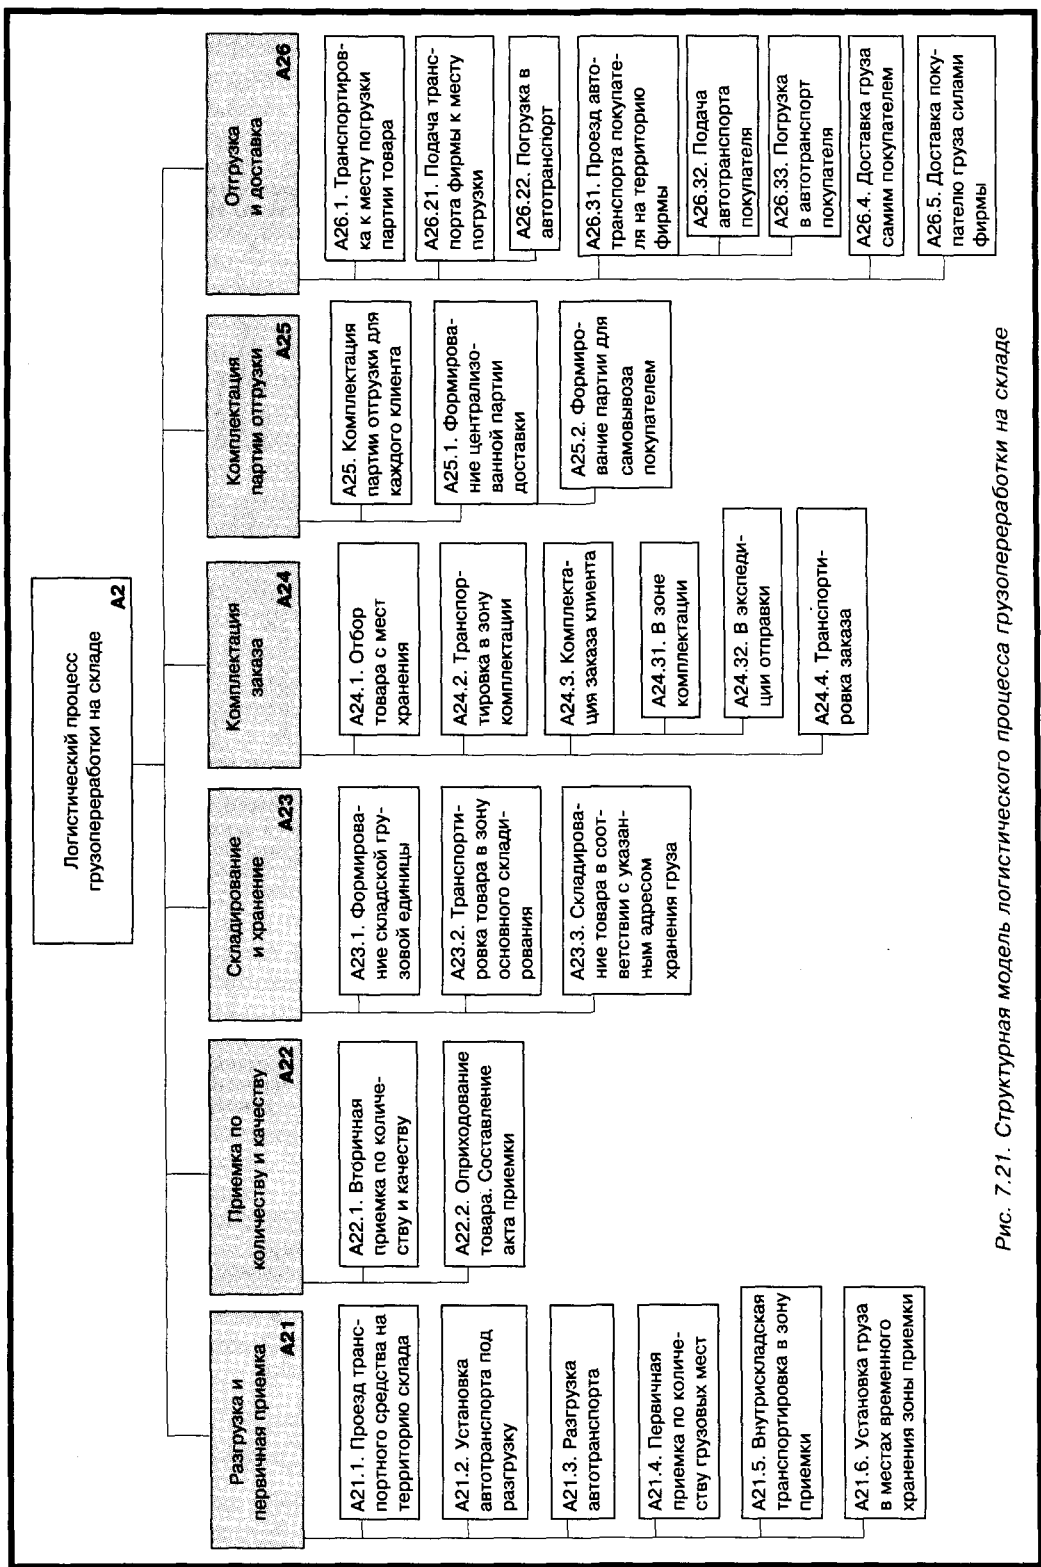 Логистический процесс
грузопереработки на складе
А2
Разгрузка и
первичная приемка
А21
А21.1. Проезд транс-
портного средства на
территорию склада
А21.2. Установка
автотранспорта под
разгрузку
А21.3. Разгрузка
автотранспорта
А21.4. Первичная
приемка по количе-
ству грузовых мест
А21.5. Внутрискладская
транспортировка в зону
приемки
А21.6. Установка груза
в местах временного
хранения зоны приемки
Приемка по
количеству и качеству
А22
А22.1. Вторичная
приемка по количе-
ству и качеству
А22.2. Оприходование
товара. Составление
акта приемки
Складирование
и хранение
А23
А23.1. Формирова-
ние складской гру-
зовой единицы
А23.2. Транспорти-
ровка товара в зону
основного склади-
рования
А23.3. Складирова-
ние товара в соот-
ветствии с указан-
ным адресом
хранения груза
Комплектация
заказа
А24
А24.1. Отбор
товара с мест
хранения
А24.2. Транспор-
тировка в зону
комплектации
А24.3. Комплекта-
ция заказа клиента
А24.31. В зоне
комплектации
А24.32. В экспеди-
ции отправки
А24.4. Транспорти-
ровка заказа
Комплектация
партии отгрузки
А25
А25. Комплектация
партии отгрузки для
каждого клиента
А25.1. Формирова-
ние централизо-
ванной партии
доставки
А25.2. Формиро-
вание партии для
самовывоза
покупателем
Отгрузка
и доставка
А26
А26.1. Транспортиров-
ка к месту погрузки
партии товара
А26.21. Подача транс-
порта фирмы к месту
погрузки
А26.22. Погрузка в
автотранспорт
А26.31. Проезд авто-
транспорта покупате-
ля на территорию
фирмы
А26.32. Подача
автотранспорта
покупателя
А26.33. Погрузка
в автотранспорт
покупателя
А26.4. Доставка груза
самим покупателем
А26.5. Доставка поку-
пателю груза силами
фирмы
Рис. 7.21. Структурная модель логистического процесса грузопереработки на складе